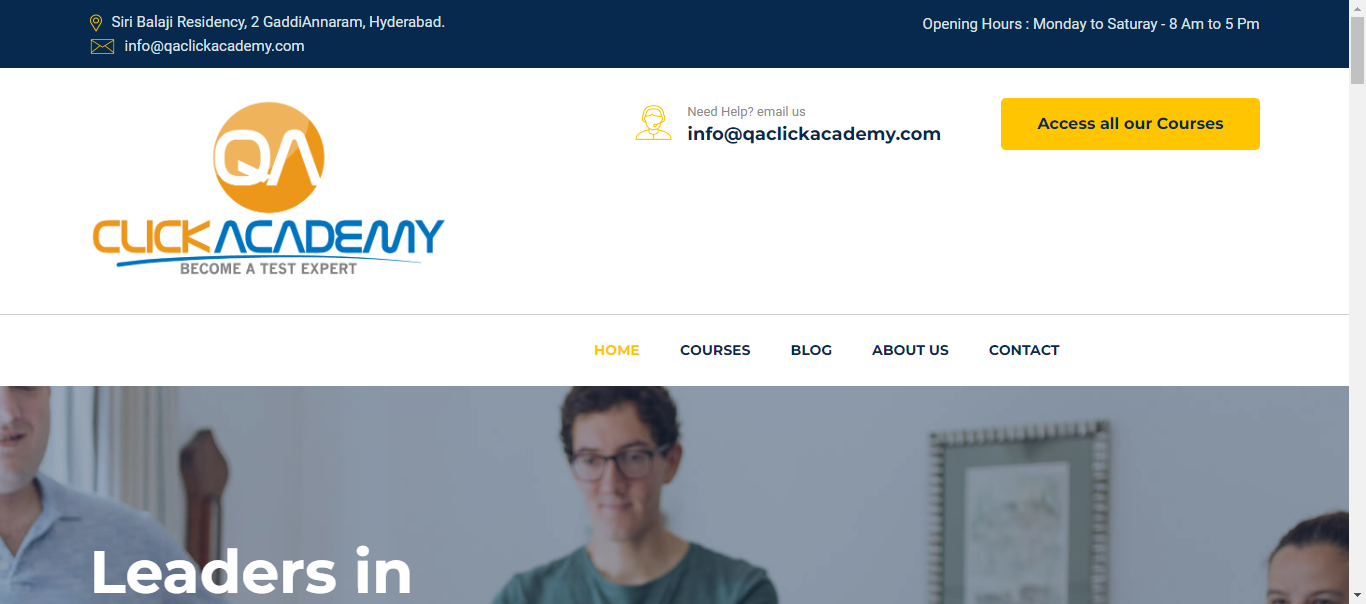 Siri Balaji Residency, 2 GaddiAnnaram, Hyderabad.
info@qaclickacademy.com
Opening Hours : Monday to Saturay - 8 Am to 5 Pm
QA
CLICKACADEMY
BECOME A TEST EXPERT
Need Help? email us
info@qaclickacademy.com
Access all our Courses
HOME COURSES BLOG ABOUT US CONTACT
Leaders in